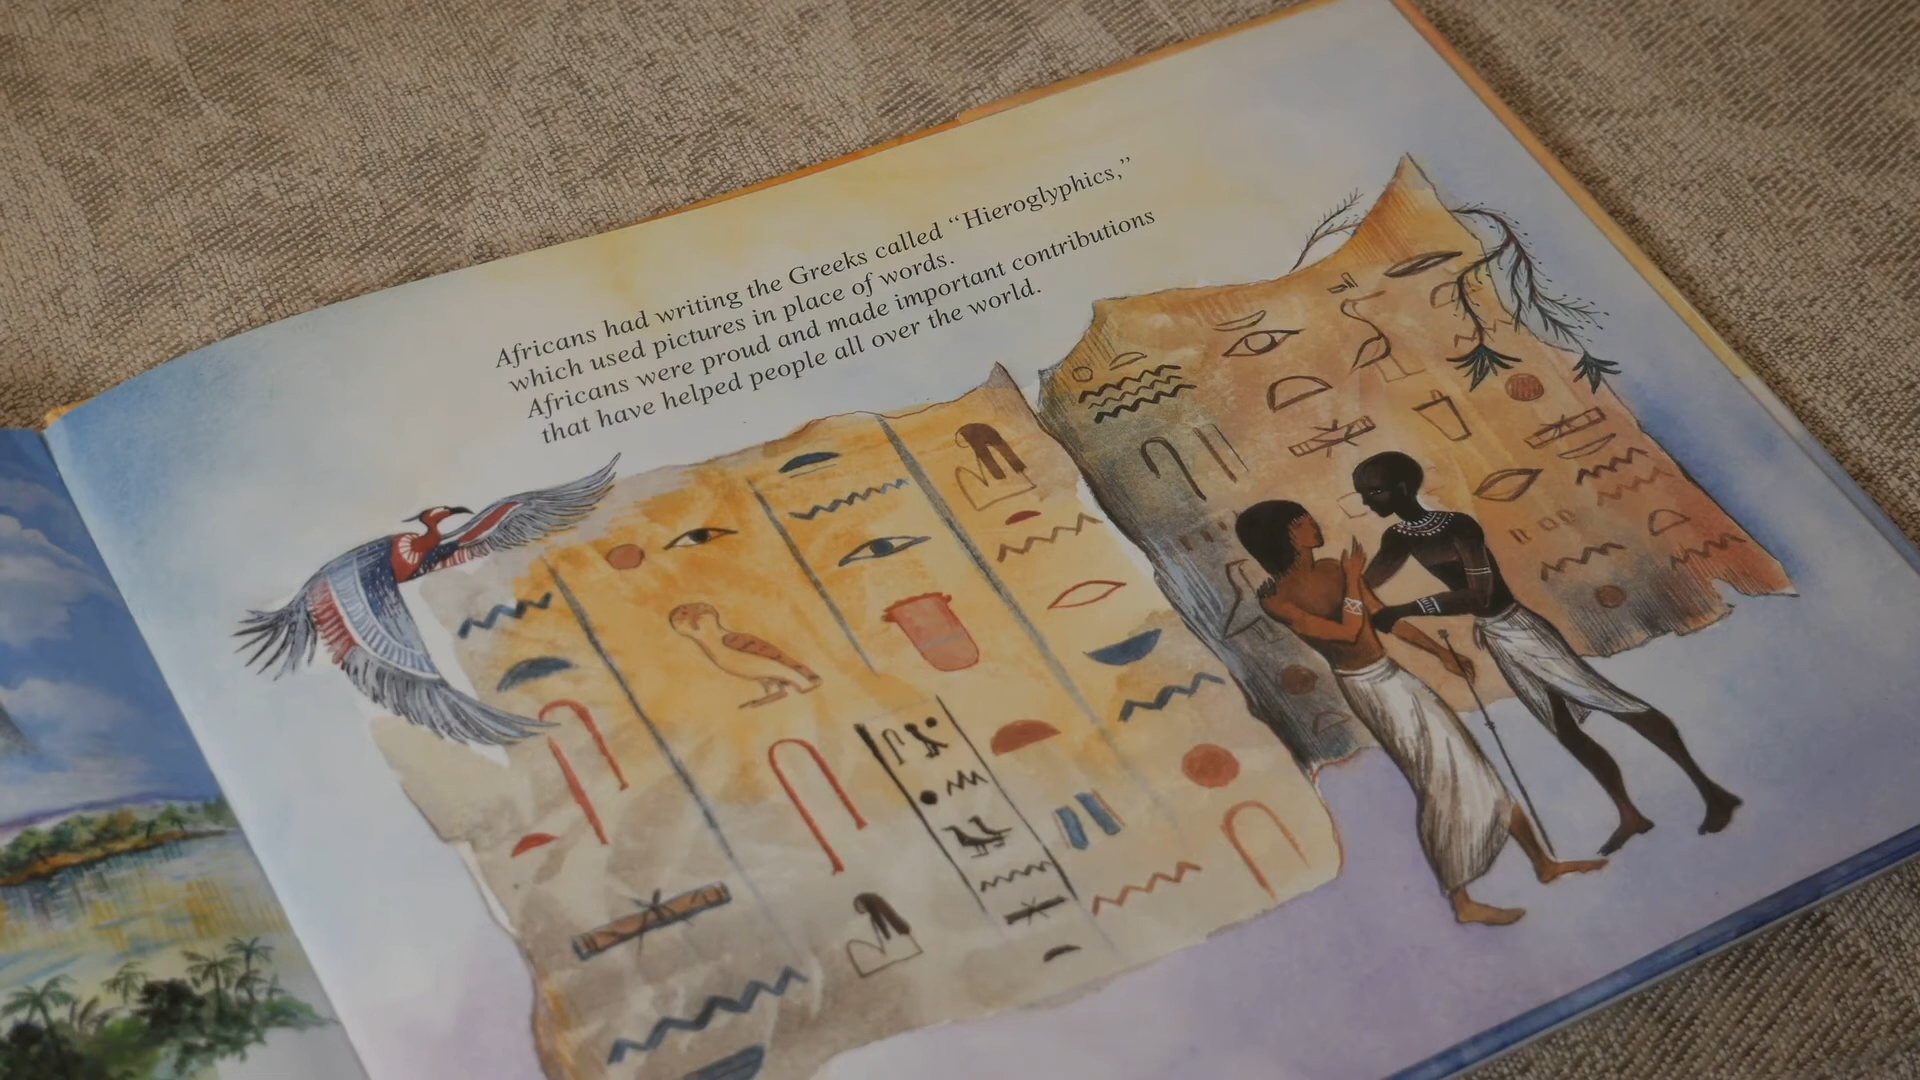 Africans had writing the Greeks called “Hieroglyphics,”
which used pictures in place of words.
Africans were proud and made important contributions
that have helped people all over the world.